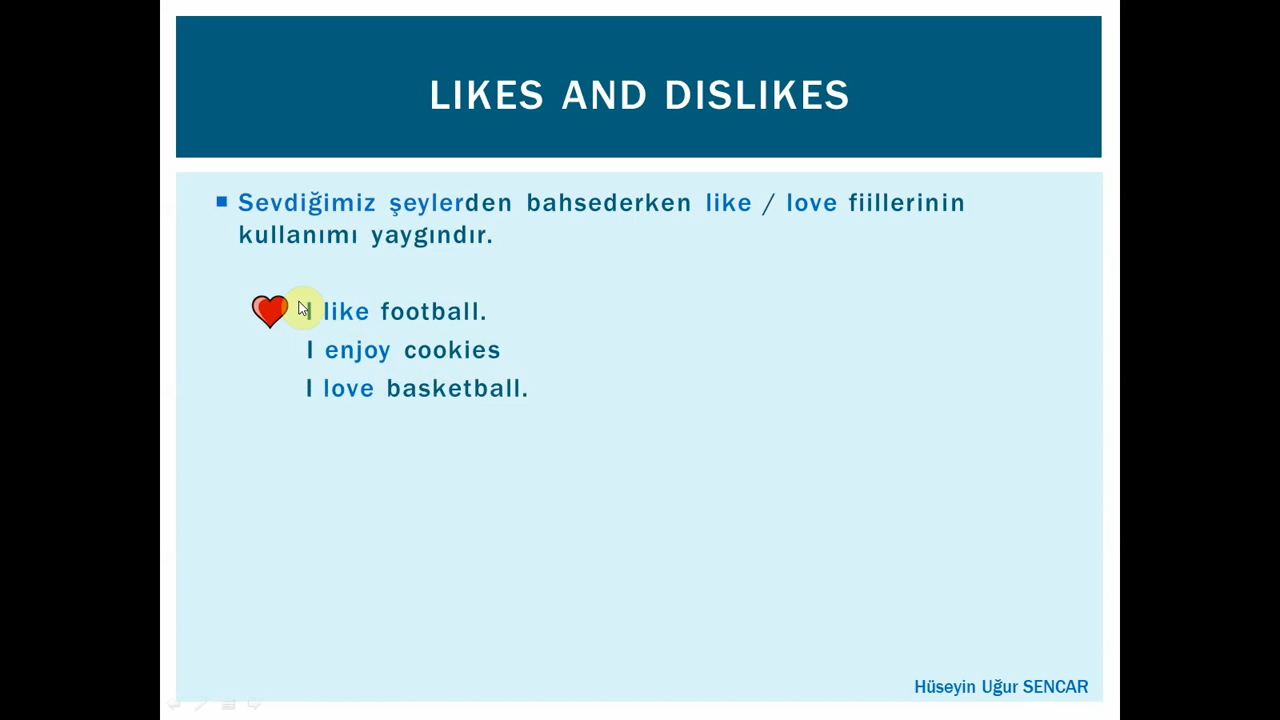 LIKES AND DISLIKES
Sevdiğimiz şeylerden bahsederken like / love fiillerinin
kullanımı yaygındır.
I like football.
I enjoy cookies
I love basketball.
Hüseyin Uğur SENCAR